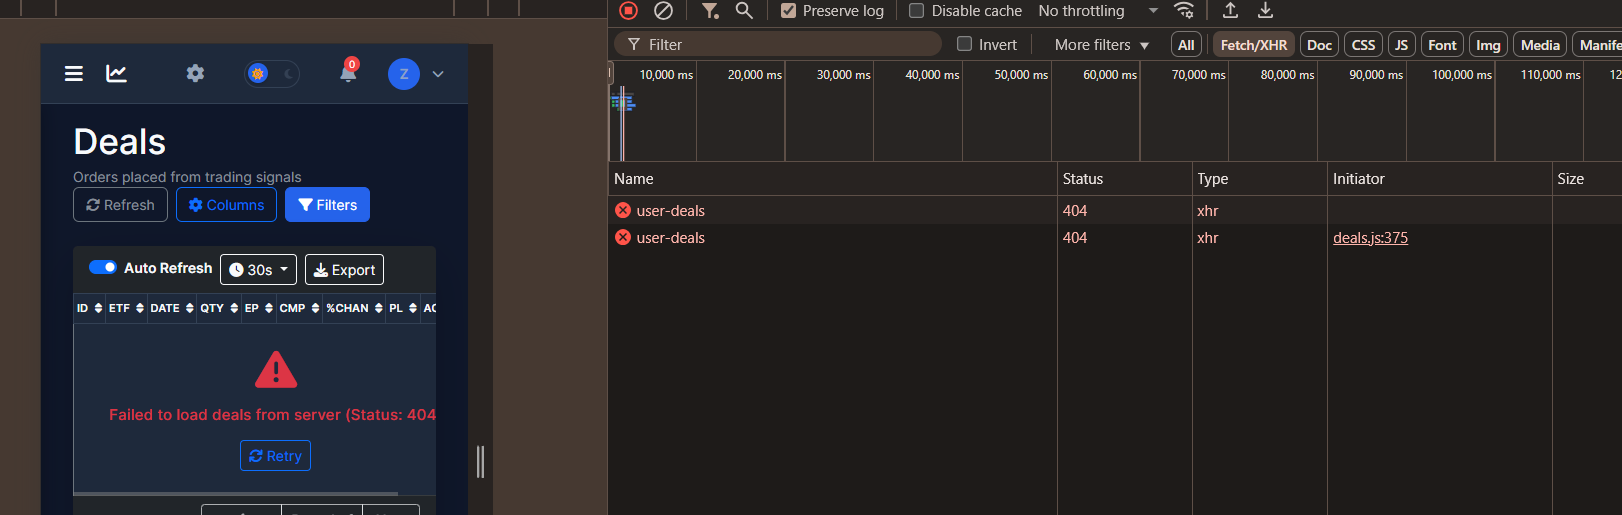 Preserve log Disable cache No throttling
Filter Invert More filters All Fetch/XHR Doc CSS JS Font Img Media Manife
0
Z
10,000 ms 20,000 ms 30,000 ms 40,000 ms 50,000 ms 60,000 ms 70,000 ms 80,000 ms 90,000 ms 100,000 ms 110,000 ms 12
Deals
Orders placed from trading signals
Refresh Columns Filters
Auto Refresh 30s Export
ID ETF DATE QTY EP CMP %CHAN PL AC
Failed to load deals from server (Status: 404
Retry
Name Status Type Initiator Size
user-deals 404 xhr
user-deals 404 xhr deals.js:375